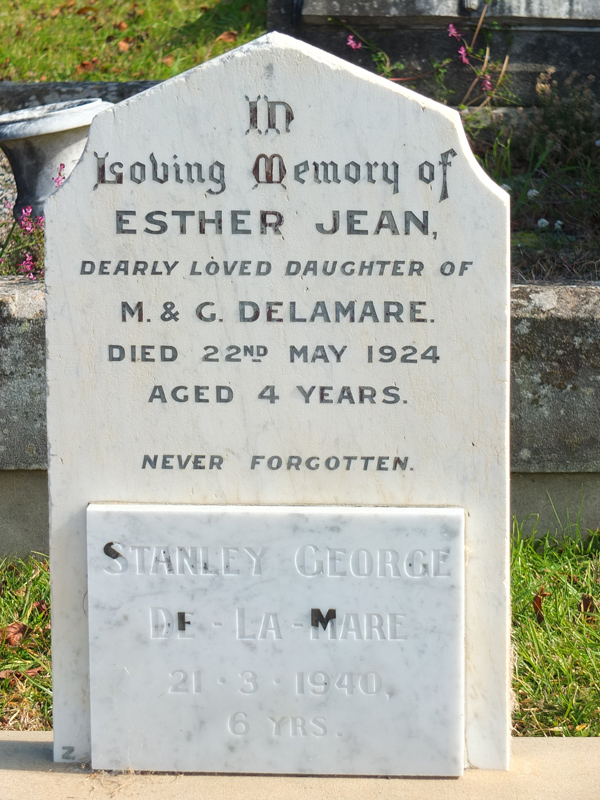 In
Loving Memory of
ESTHER JEAN,
DEARLY LOVED DAUGHTER OF
M. & G. DELAMARE.
DIED 22ND MAY 1924
AGED 4 YEARS.
NEVER FORGOTTEN.
STANLEY GEORGE
DE-LA-MARE
21·3·1940,
6 YRS.
Z